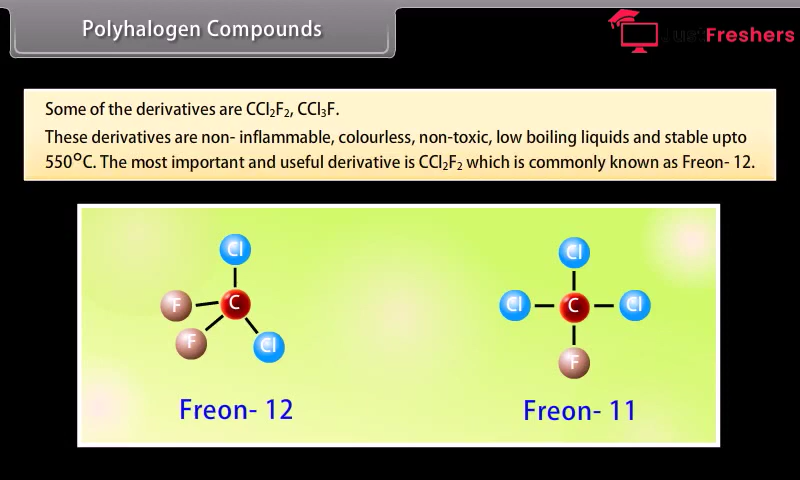 Polyhalogen Compounds
Just Freshers
Some of the derivatives are CCl₂F₂, CCl₃F.
These derivatives are non- inflammable, colourless, non-toxic, low boiling liquids and stable upto
550°C. The most important and useful derivative is CCl₂F₂ which is commonly known as Freon- 12.
Cl
F
C
F
Cl
Freon- 12
Cl
Cl
C
Cl
F
Freon- 11